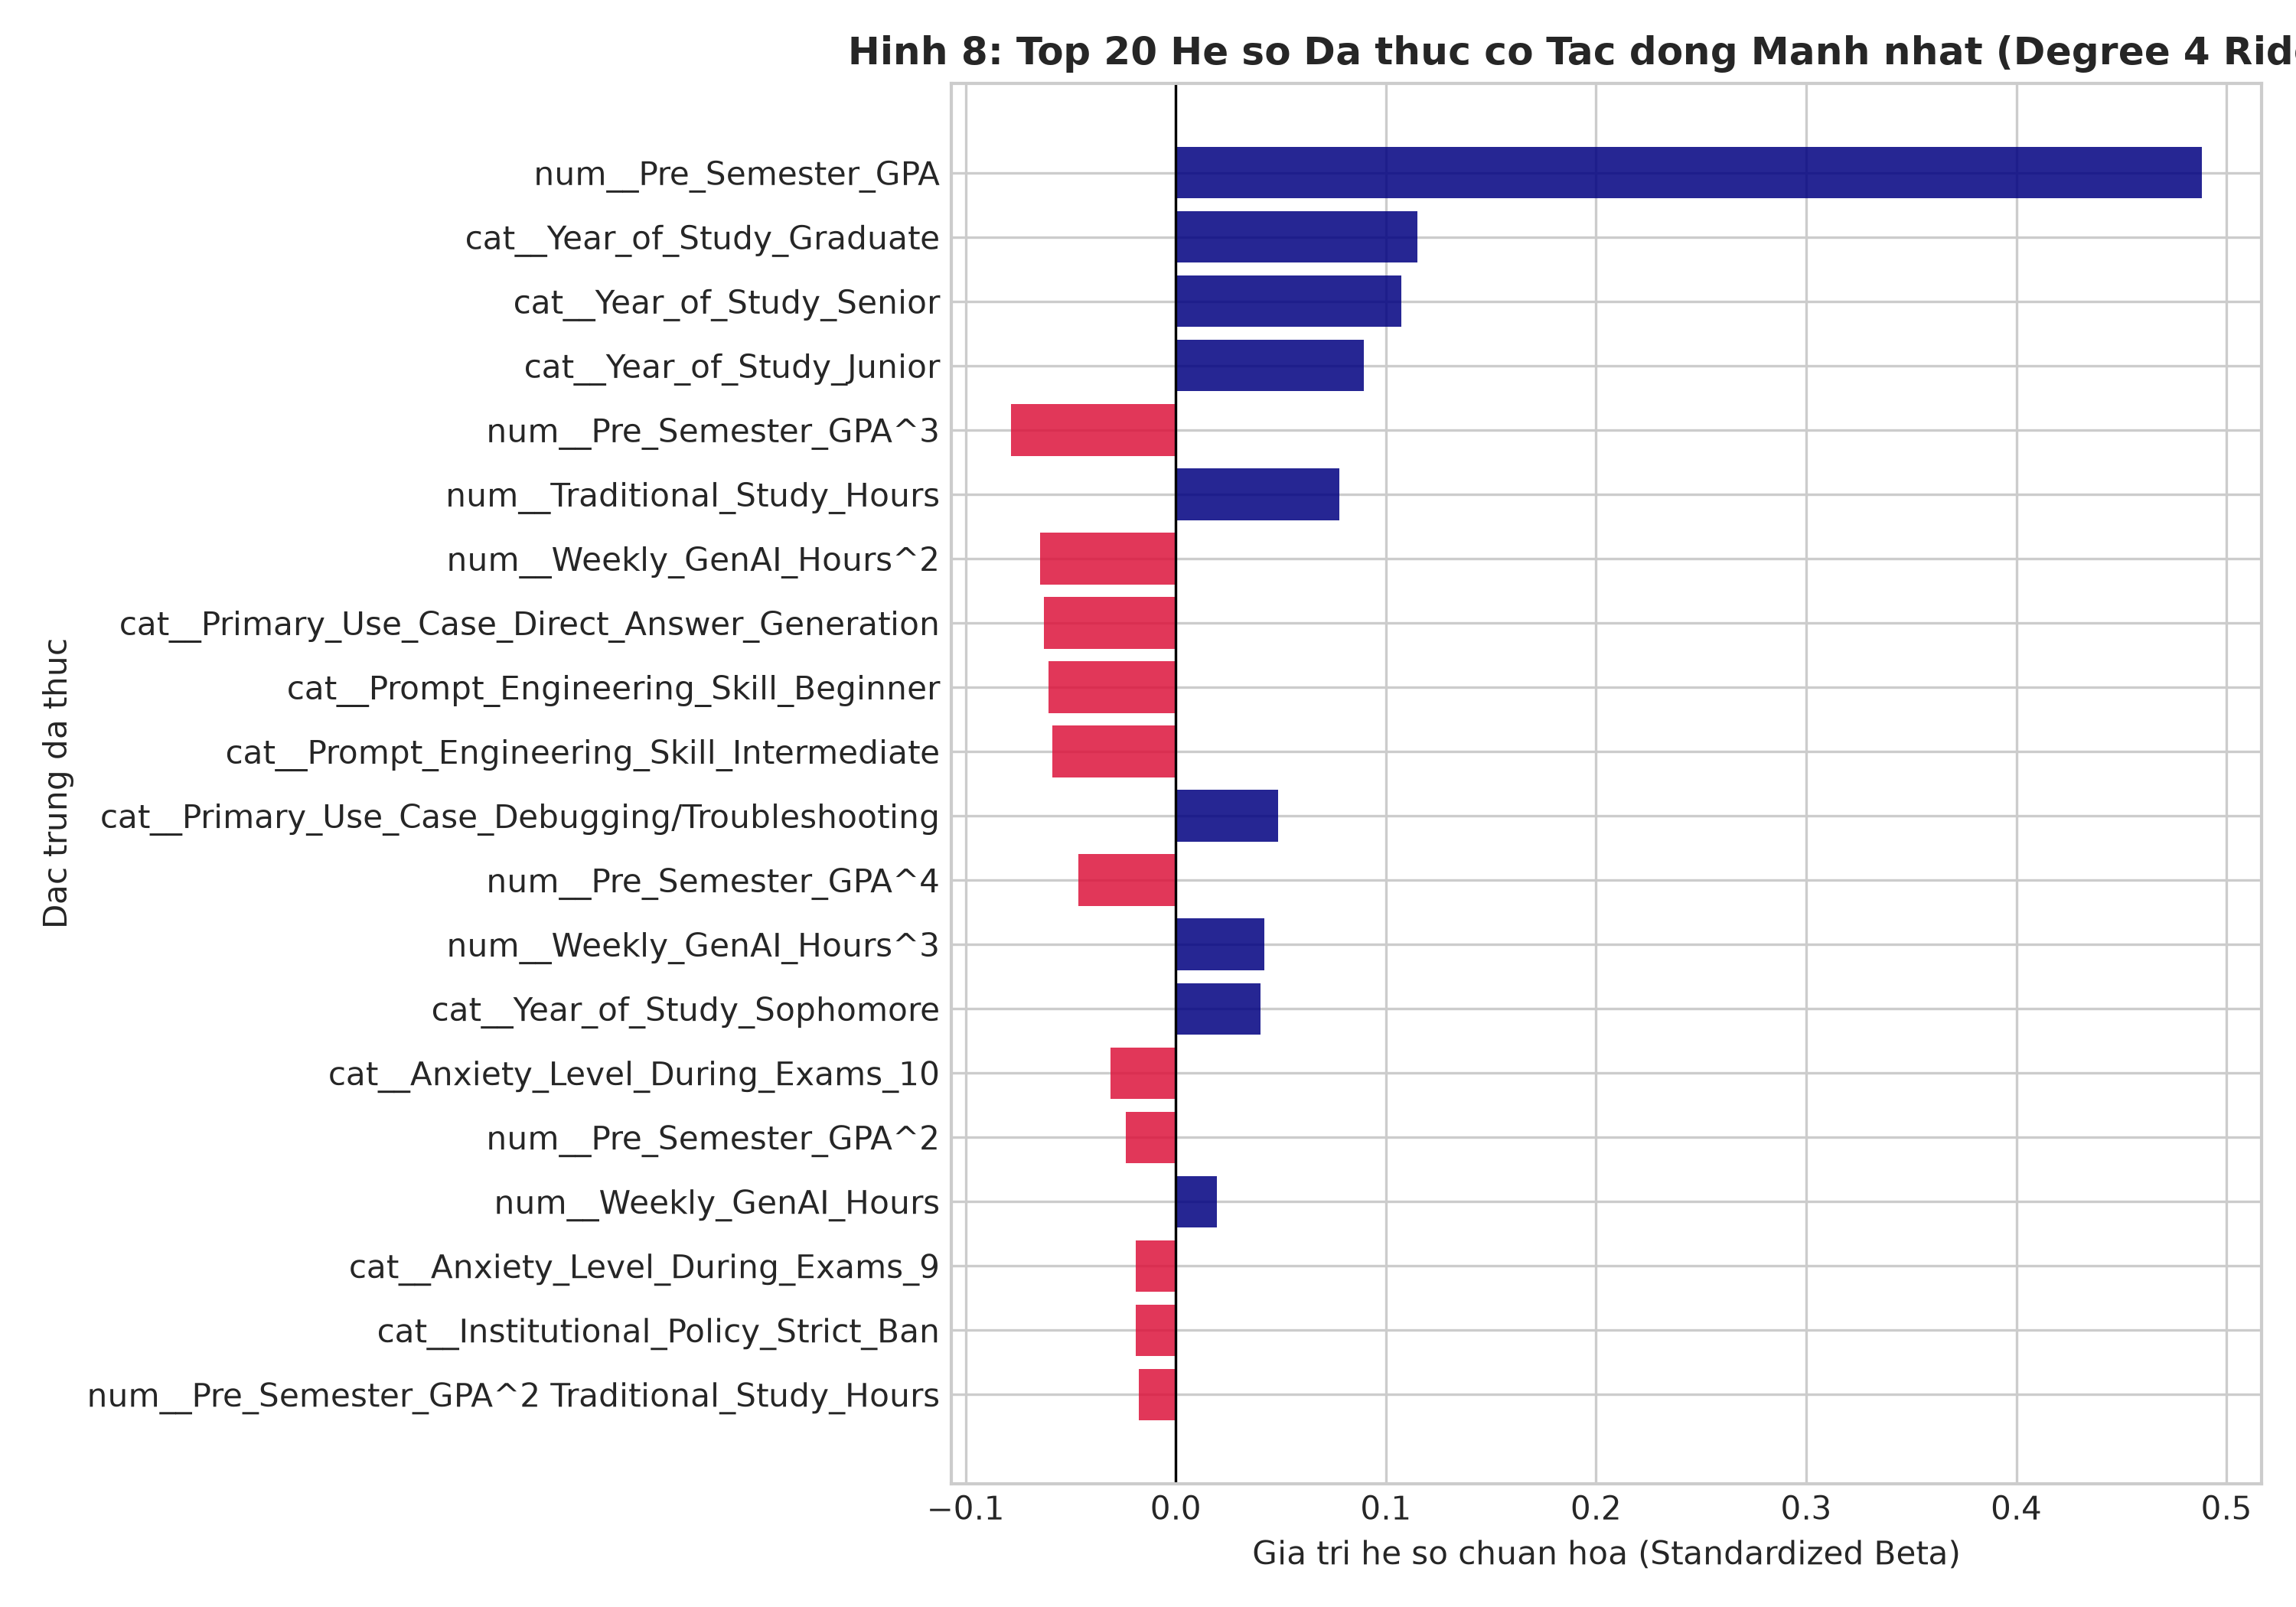 Hinh 8: Top 20 He so Da thuc co Tac dong Manh nhat (Degree 4 Rid
num__Pre_Semester_GPA
cat__Year_of_Study_Graduate
cat__Year_of_Study_Senior
cat__Year_of_Study_Junior
num__Pre_Semester_GPA^3
num__Traditional_Study_Hours
num__Weekly_GenAI_Hours^2
cat__Primary_Use_Case_Direct_Answer_Generation
cat__Prompt_Engineering_Skill_Beginner
cat__Prompt_Engineering_Skill_Intermediate
cat__Primary_Use_Case_Debugging/Troubleshooting
num__Pre_Semester_GPA^4
num__Weekly_GenAI_Hours^3
cat__Year_of_Study_Sophomore
cat__Anxiety_Level_During_Exams_10
num__Pre_Semester_GPA^2
num__Weekly_GenAI_Hours
cat__Anxiety_Level_During_Exams_9
cat__Institutional_Policy_Strict_Ban
num__Pre_Semester_GPA^2 Traditional_Study_Hours
Dac trung da thuc
−0.1 0.0 0.1 0.2 0.3 0.4 0.5
Gia tri he so chuan hoa (Standardized Beta)